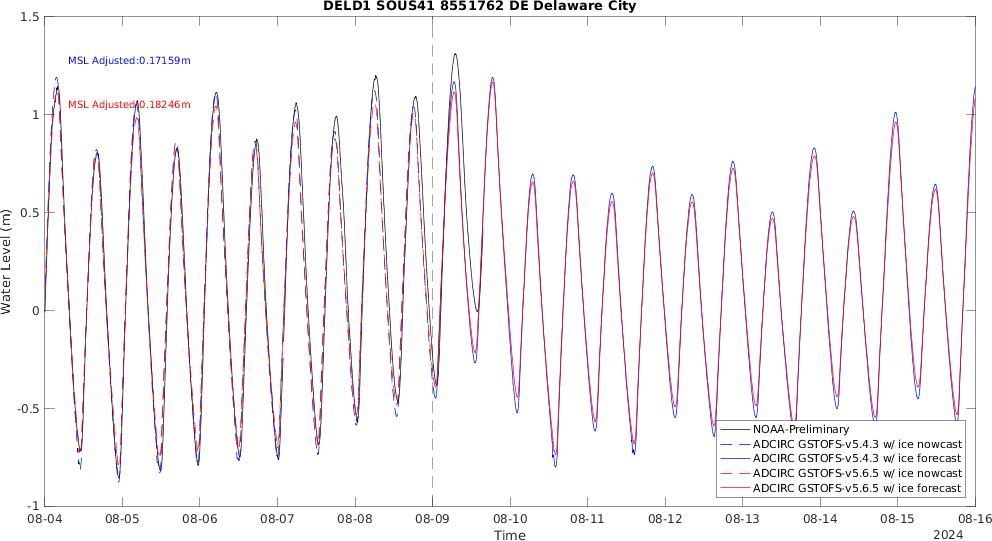 DELD1 SOUS41 8551762 DE Delaware City
MSL Adjusted:0.17159m
MSL Adjusted:0.18246m
Water Level (m)
1.5
1
0.5
0
-0.5
-1
NOAA-Preliminary
ADCIRC GSTOFS-v5.4.3 w/ ice nowcast
ADCIRC GSTOFS-v5.4.3 w/ ice forecast
ADCIRC GSTOFS-v5.6.5 w/ ice nowcast
ADCIRC GSTOFS-v5.6.5 w/ ice forecast
08-04 08-05 08-06 08-07 08-08 08-09 08-10 08-11 08-12 08-13 08-14 08-15 08-16
Time
2024